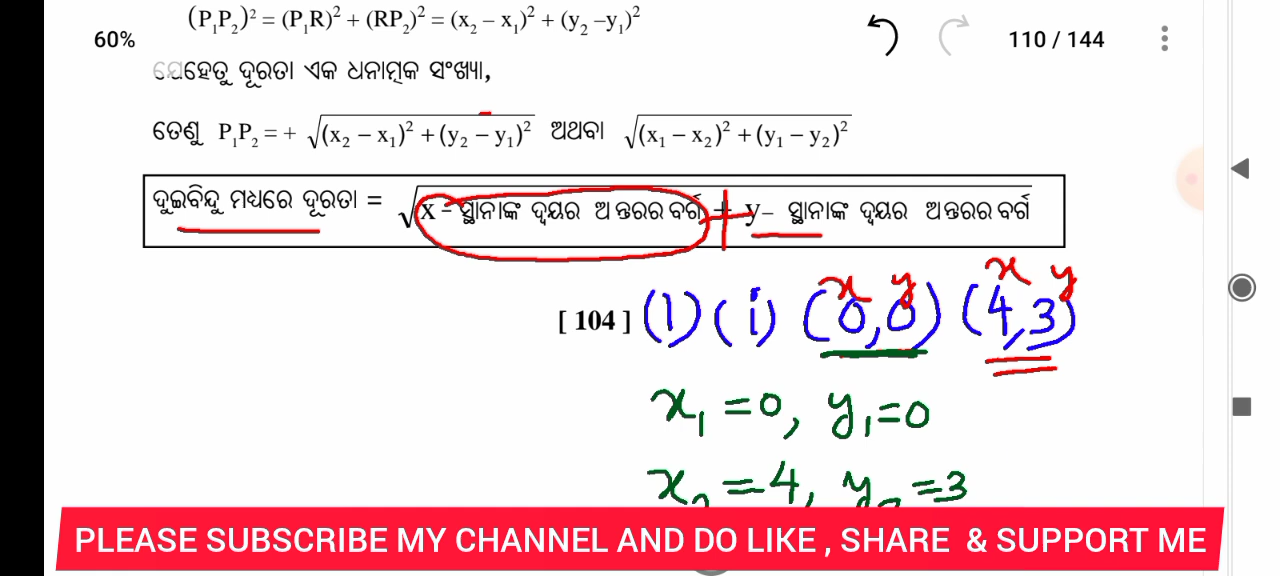 (P₁P₂)² = (P₁R)² + (RP₂)² = (x₂ – x₁)² + (y₂ –y₁)²
60%
110 / 144
ଯେହେତୁ ଦୂରତା ଏକ ଧନାତ୍ମକ ସଂଖ୍ୟା,
ତେଣୁ P₁P₂ = + √(x₂ – x₁)² + (y₂ – y₁)² ଅଥବା √(x₁ – x₂)² + (y₁ – y₂)²
ଦୁଇବିନ୍ଦୁ ମଧ୍ୟରେ ଦୂରତା = √x – ସ୍ଥାନାଙ୍କ ଦ୍ୱୟର ଅନ୍ତରର ବର୍ଗ + y – ସ୍ଥାନାଙ୍କ ଦ୍ୱୟର ଅନ୍ତରର ବର୍ଗ
x y x y
[ 104 ] (1) (i) (0,0) (4,3)
x₁ =0, y₁=0
x₂ =4, y₂ =3
PLEASE SUBSCRIBE MY CHANNEL AND DO LIKE , SHARE & SUPPORT ME